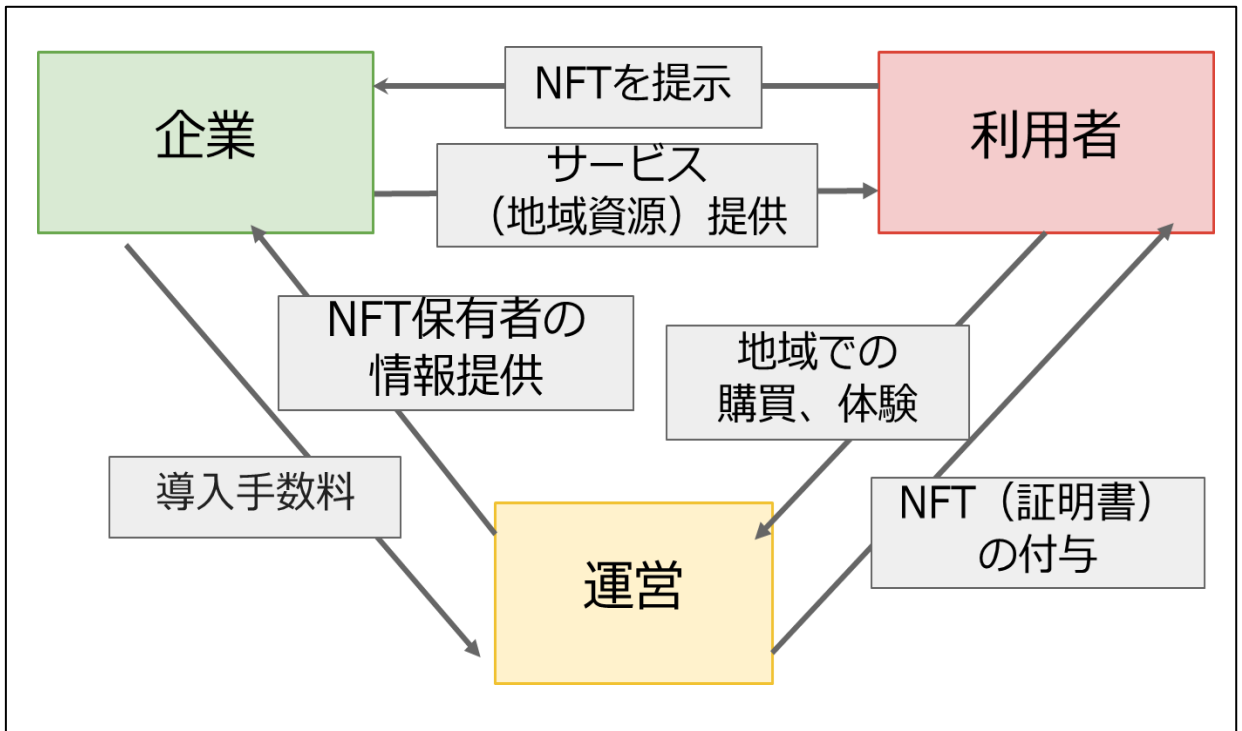 NFTを提示
企業
利用者
サービス
（地域資源）提供
NFT保有者の
情報提供
地域での
購買、体験
導入手数料
NFT（証明書）
の付与
運営